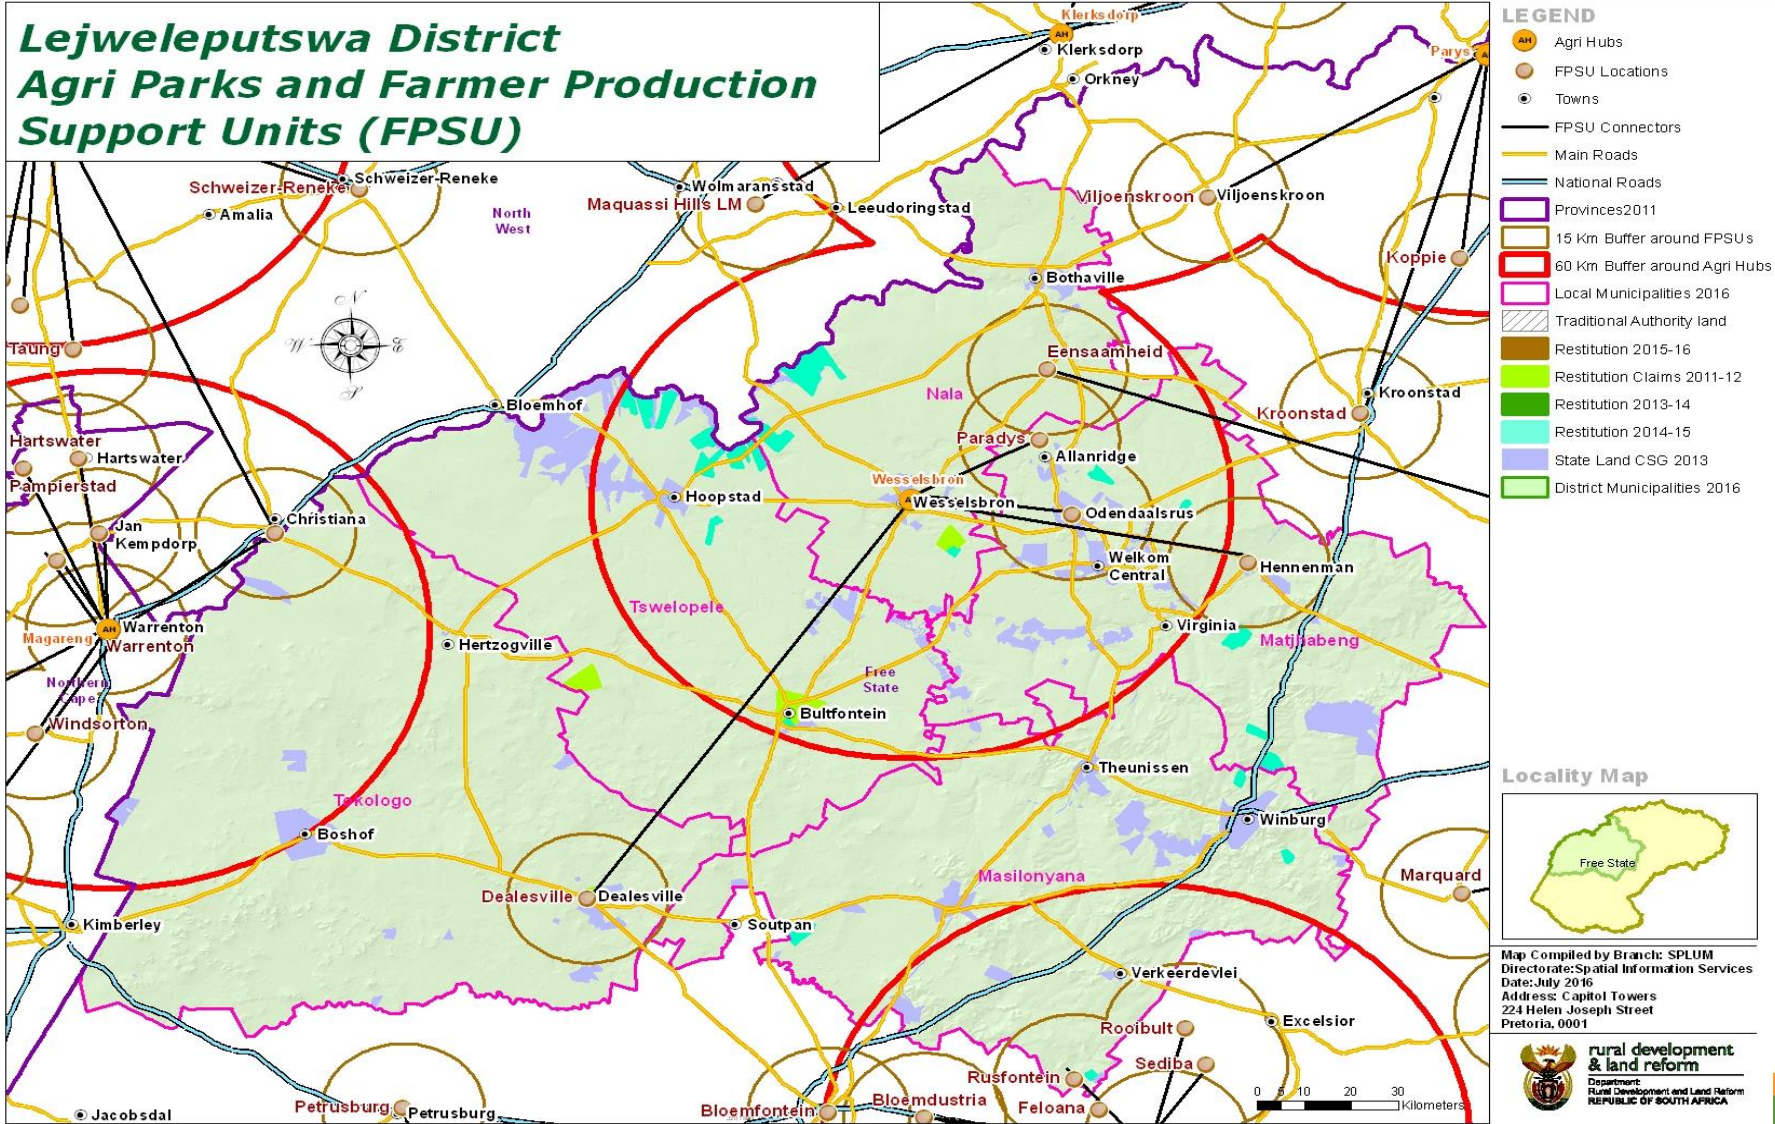 Lejweleputswa District
Agri Parks and Farmer Production
Support Units (FPSU)
Klerksdorp
AH
Klerksdorp
Orkney
Parys
Schweizer-Reneke
Schweizer-Reneke
Amalia
North
West
Wolmaransstad
Maquassi Hills LM
Leeudoringstad
Viljoenskroon
Viljoenskroon
Koppie
Bothaville
N
W
E
S
Taung
Eensaamheid
Nala
Kroonstad
Kroonstad
Bloemhof
Hartswater
Hartswater
Pampierstad
Paradys
Allanridge
Wesselsbron
Wesselsbron
Hoopstad
Odendaalsrus
Christiana
Jan
Kempdorp
Welkom
Central
Hennenman
AH
Warrenton
Magareng
Warrenton
Tswelopele
Virginia
Matjhabeng
Hertzogville
Northern
Cape
Free
State
Windsorton
Bultfontein
Theunissen
Tokologo
Boshof
Winburg
Masilonyana
Marquard
Dealesville
Dealesville
Kimberley
Soutpan
Verkeerdevlei
Excelsior
Rooibult
Sediba
Rusfontein
Petrusburg
Petrusburg
Jacobsdal
Bloemfontein
Bloemdustria
Feloana
0 5 10 20 30
Kilometers
LEGEND
AH Agri Hubs
FPSU Locations
Towns
FPSU Connectors
Main Roads
National Roads
Provinces2011
15 Km Buffer around FPSUs
60 Km Buffer around Agri Hubs
Local Municipalities 2016
Traditional Authority land
Restitution 2015-16
Restitution Claims 2011-12
Restitution 2013-14
Restitution 2014-15
State Land CSG 2013
District Municipalities 2016
Locality Map
Free State
Map Compiled by Branch: SPLUM
Directorate:Spatial Information Services
Date:July 2016
Address: Capitol Towers
224 Helen Joseph Street
Pretoria, 0001
rural development
& land reform
Department:
Rural Development and Land Reform
REPUBLIC OF SOUTH AFRICA